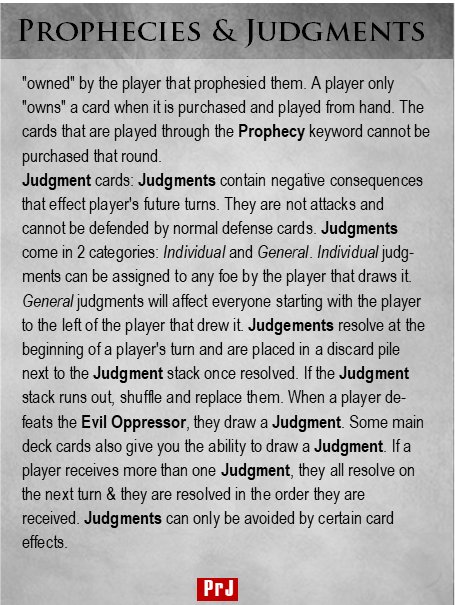 PROPHECIES & JUDGMENTS
"owned" by the player that prophesied them. A player only
"owns" a card when it is purchased and played from hand. The
cards that are played through the Prophecy keyword cannot be
purchased that round.
Judgment cards: Judgments contain negative consequences
that effect player's future turns. They are not attacks and
cannot be defended by normal defense cards. Judgments
come in 2 categories: Individual and General. Individual judg-
ments can be assigned to any foe by the player that draws it.
General judgments will affect everyone starting with the player
to the left of the player that drew it. Judgements resolve at the
beginning of a player's turn and are placed in a discard pile
next to the Judgment stack once resolved. If the Judgment
stack runs out, shuffle and replace them. When a player de-
feats the Evil Oppressor, they draw a Judgment. Some main
deck cards also give you the ability to draw a Judgment. If a
player receives more than one Judgment, they all resolve on
the next turn & they are resolved in the order they are
received. Judgments can only be avoided by certain card
effects.
PrJ